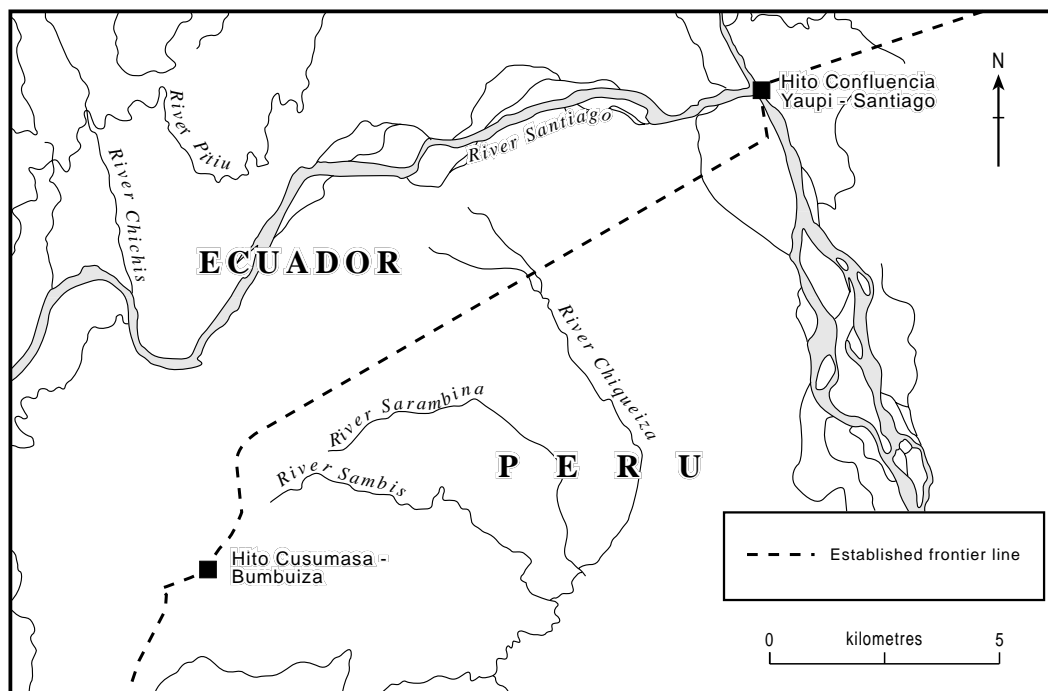 N
Hito Confluencia
Yaupi - Santiago
River Pitiu
River Santiago
River Chichis
ECUADOR
River Chiqueiza
River Sarambina
PERU
River Sambis
Hito Cusumasa -
Bumbuiza
Established frontier line
0 kilometres 5